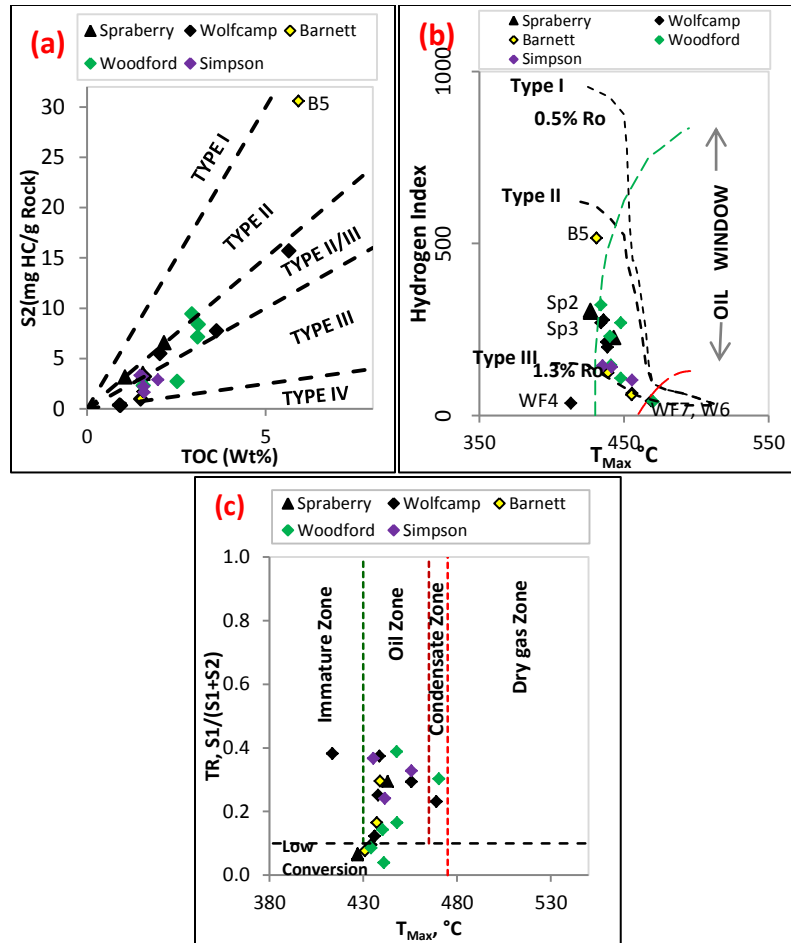 (a)
Spraberry Wolfcamp Barnett
Woodford Simpson
S2(mg HC/g Rock)
30
25
20
15
10
5
0
0 5
TOC (Wt%)
B5
TYPE I
TYPE II
TYPE II/III
TYPE III
TYPE IV
(b)
Spraberry Wolfcamp
Barnett Woodford
Simpson
Hydrogen Index
1000
500
0
350 450 550
TMax °C
Type I
0.5% Ro
Type II
B5
Sp2
Sp3
Type III
1.3% Ro
WF4
WF7, W6
OIL WINDOW
(c)
Spraberry Wolfcamp Barnett
Woodford Simpson
TR, S1/(S1+S2)
1.0
0.8
0.6
0.4
0.2
0.0
380 430 480 530
TMax, °C
Immature Zone
Oil Zone
Condensate Zone
Dry gas Zone
Low
Conversion